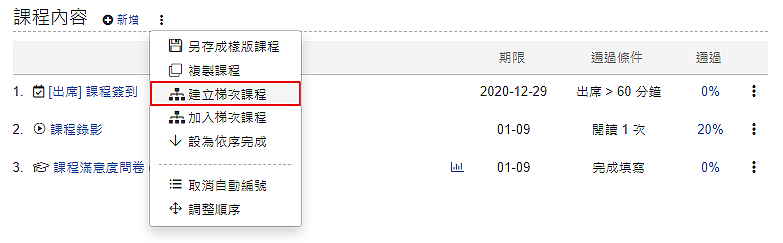 課程內容 新增
另存成樣版課程
複製課程
建立梯次課程
加入梯次課程
設為依序完成
取消自動編號
調整順序
期限 通過條件 通過
1. [出席] 課程簽到 2020-12-29 出席 > 60 分鐘 0%
2. 課程錄影 01-09 閱讀 1 次 20%
3. 課程滿意度問卷 01-09 完成填寫 0%